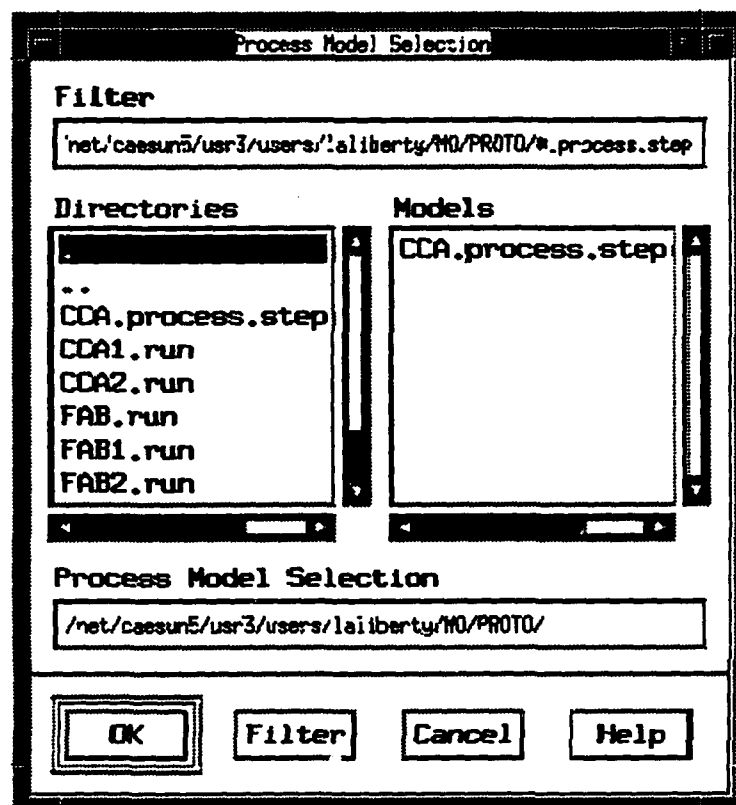 Process Model Selection
Filter
/net/caesun5/usr3/users/laliberty/MO/PROTO/*.process.step
Directories
Models
.
..
CCA.process.step
CCA1.run
CCA2.run
FAB.run
FAB1.run
FAB2.run
CCA.process.step
Process Model Selection
/net/caesun5/usr3/users/laliberty/MO/PROTO/
OK
Filter
Cancel
Help